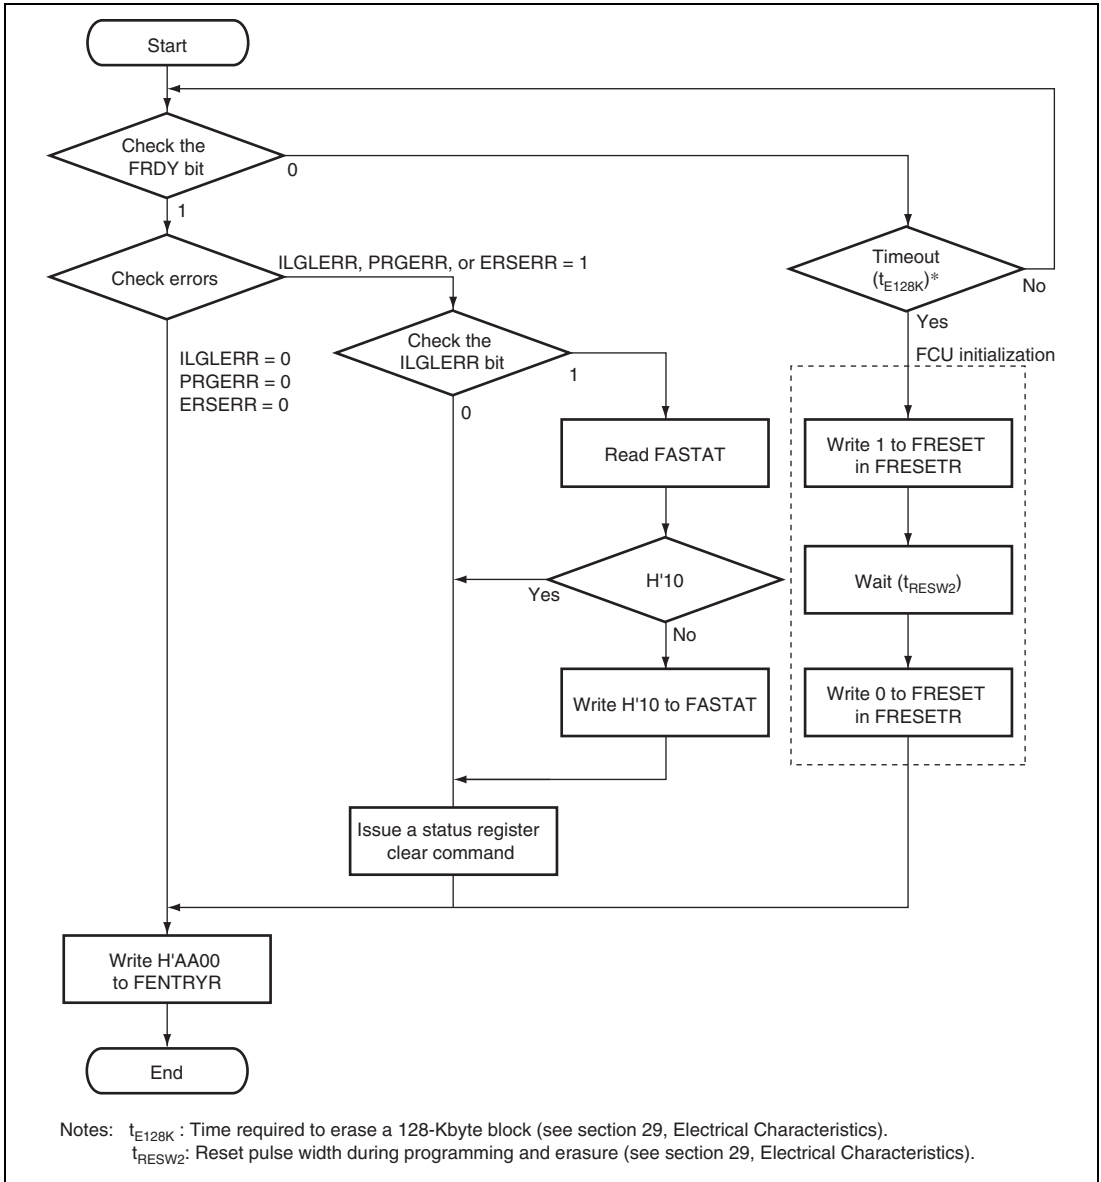 Start
Check the
FRDY bit
0
1
Check errors
ILGLERR, PRGERR, or ERSERR = 1
Timeout
(tE128K)*
No
Yes
ILGLERR = 0
PRGERR = 0
ERSERR = 0
Check the
ILGLERR bit
1
0
FCU initialization
Read FASTAT
Write 1 to FRESET
in FRESETR
H'10
Yes
No
Wait (tRESW2)
Write H'10 to FASTAT
Write 0 to FRESET
in FRESETR
Issue a status register
clear command
Write H'AA00
to FENTRYR
End
Notes: tE128K : Time required to erase a 128-Kbyte block (see section 29, Electrical Characteristics).
tRESW2: Reset pulse width during programming and erasure (see section 29, Electrical Characteristics).